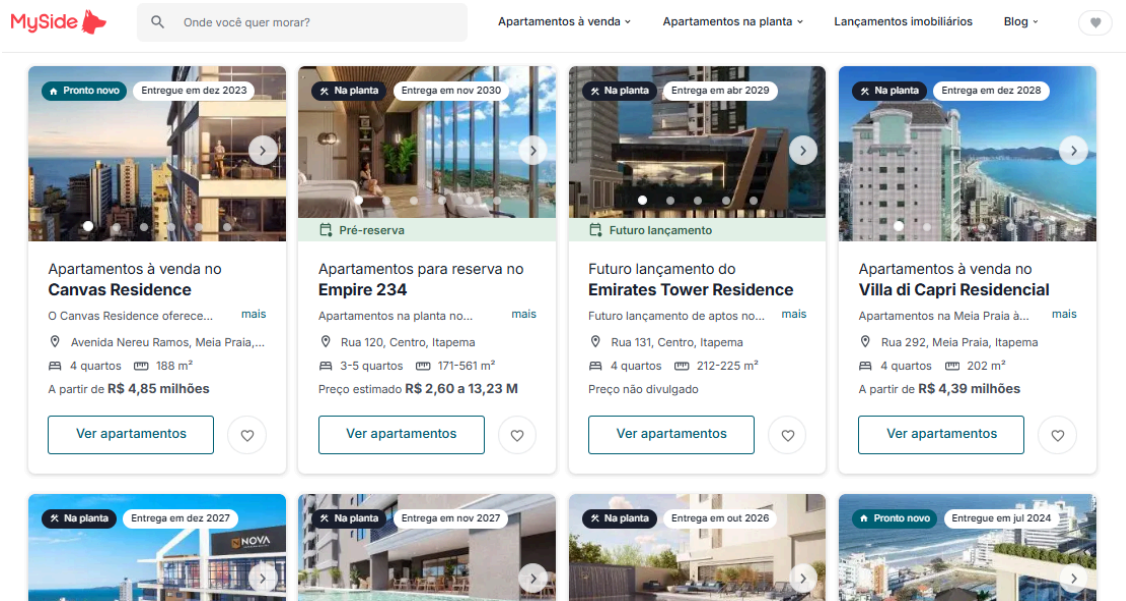 MySide
Onde você quer morar?
Apartamentos à venda
Apartamentos na planta
Lançamentos imobiliários
Blog
Pronto novo
Entregue em dez 2023
Na planta
Entrega em nov 2030
Na planta
Entrega em abr 2029
Na planta
Entrega em dez 2028
Pré-reserva
Futuro lançamento
Apartamentos à venda no
Canvas Residence
O Canvas Residence oferece... mais
Avenida Nereu Ramos, Meia Praia,...
4 quartos 188 m²
A partir de R$ 4,85 milhões
Ver apartamentos
Apartamentos para reserva no
Empire 234
Apartamentos na planta no... mais
Rua 120, Centro, Itapema
3-5 quartos 171-561 m²
Preço estimado R$ 2,60 a 13,23 M
Ver apartamentos
Futuro lançamento do
Emirates Tower Residence
Futuro lançamento de aptos no... mais
Rua 131, Centro, Itapema
4 quartos 212-225 m²
Preço não divulgado
Ver apartamentos
Apartamentos à venda no
Villa di Capri Residencial
Apartamentos na Meia Praia à... mais
Rua 292, Meia Praia, Itapema
4 quartos 202 m²
A partir de R$ 4,39 milhões
Ver apartamentos
Na planta
Entrega em dez 2027
NOVA
Na planta
Entrega em nov 2027
Na planta
Entrega em out 2026
Pronto novo
Entregue em jul 2024